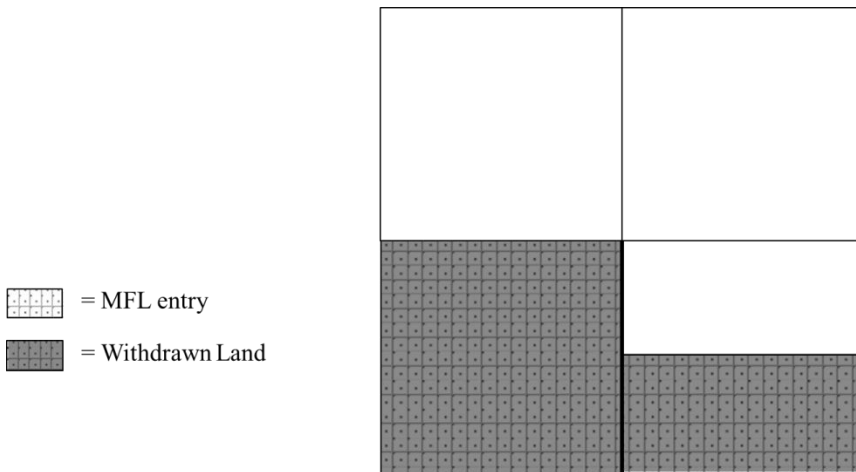 = MFL entry
= Withdrawn Land